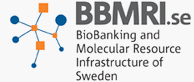 BBMRI.se
BioBanking and
Molecular Resource
Infrastructure of
Sweden